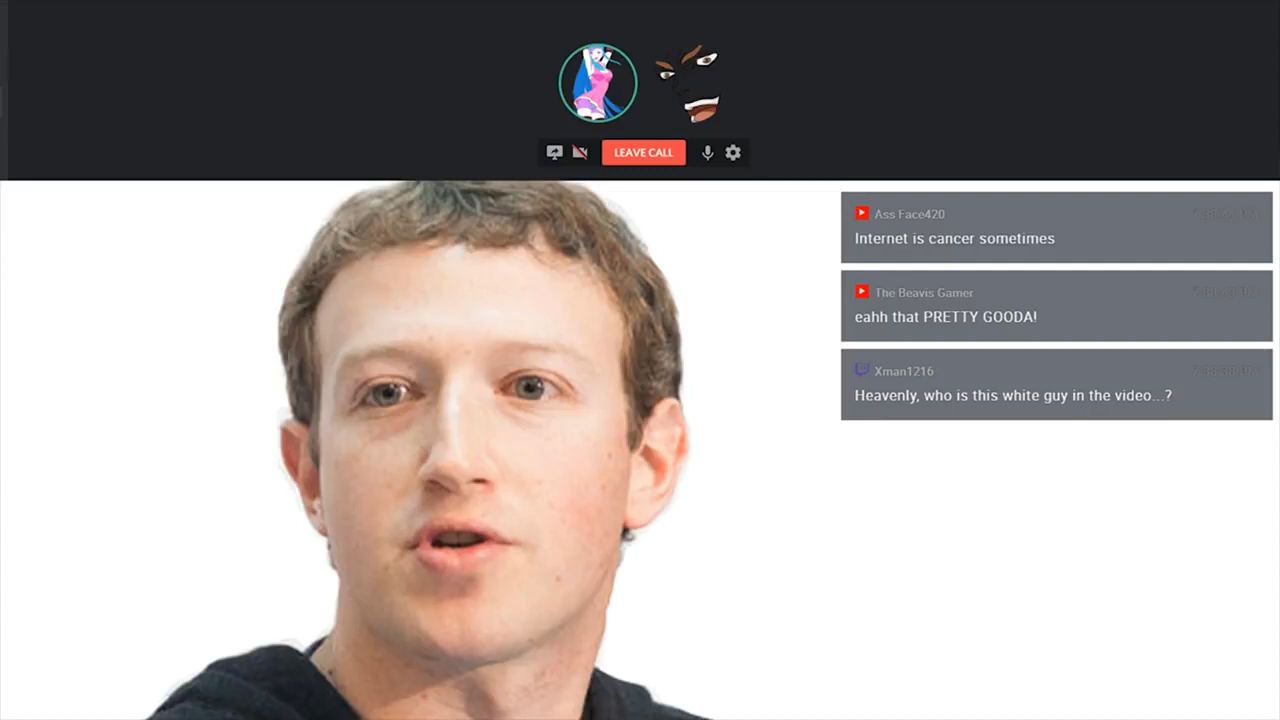 LEAVE CALL
Ass Face420
Internet is cancer sometimes
The Beavis Gamer
eahh that PRETTY GOODA!
Xman1216
Heavenly, who is this white guy in the video...?